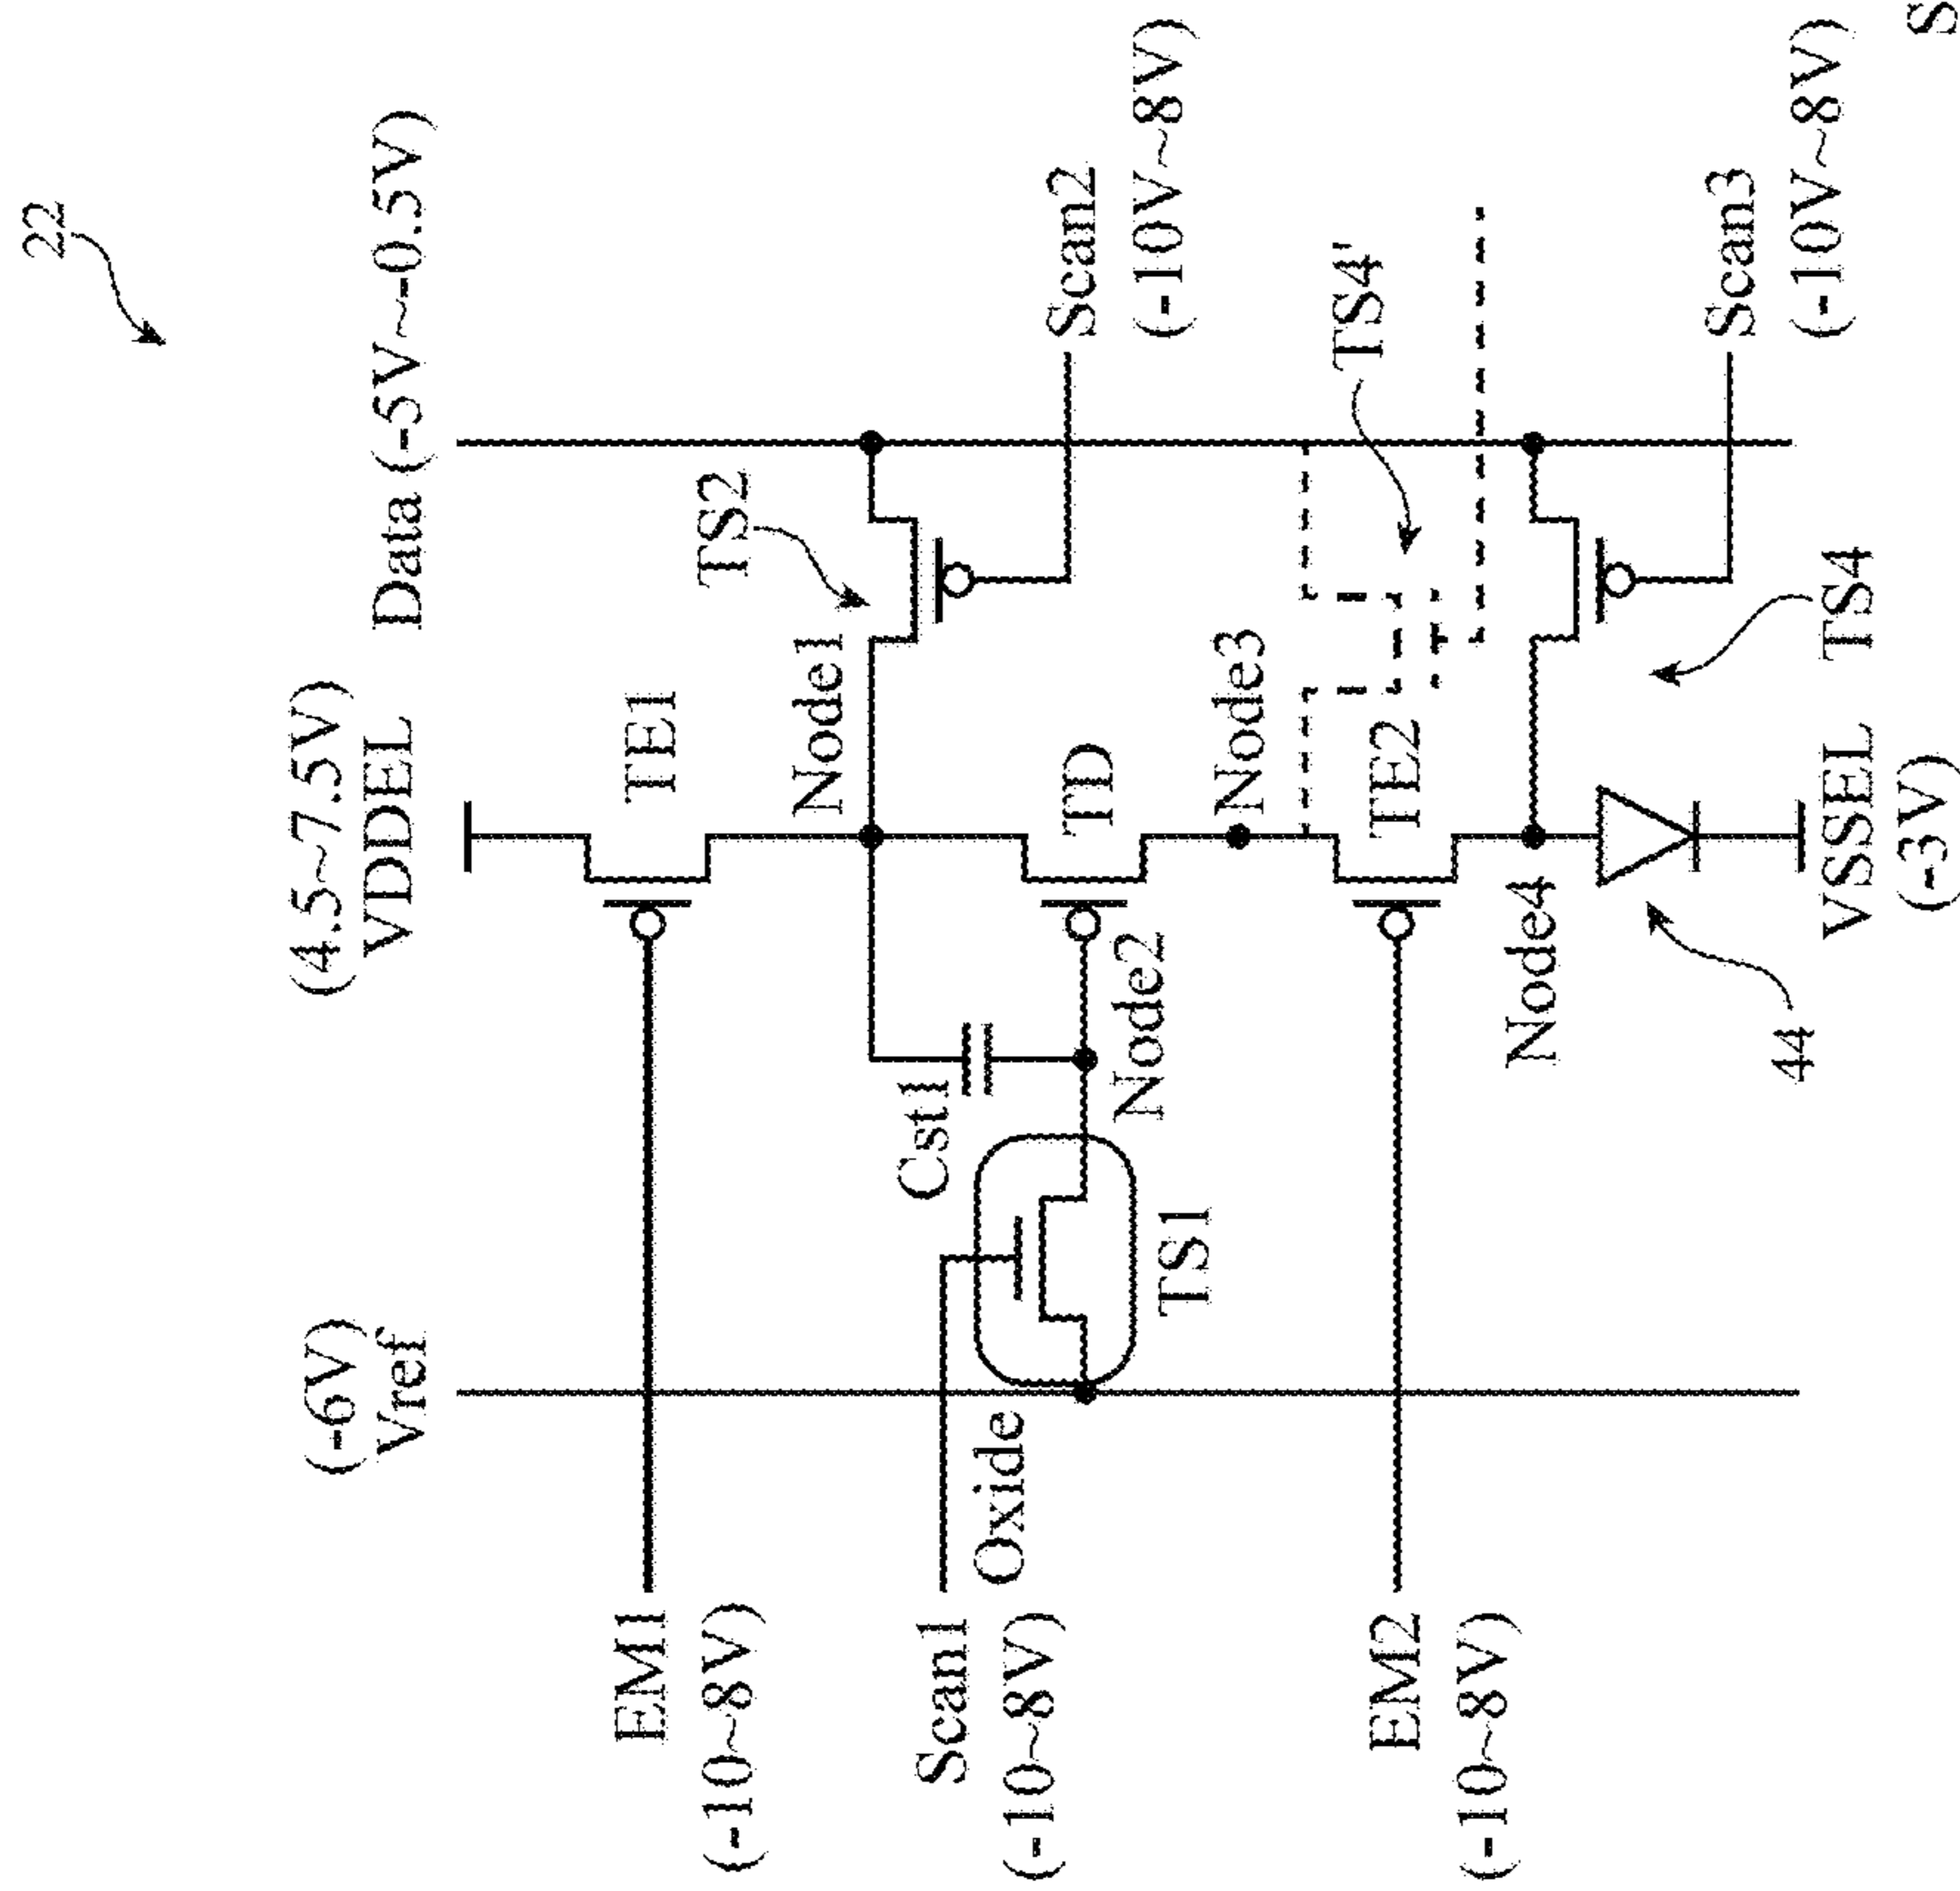 22
(-6V)
Vref
(4.5~7.5V)
VDDEL
Data (-5V~-0.5V)
EM1
(-10~8V)
TE1
TS2
Node1
Scan1
(-10~8V)
Cst1
Oxide
TS1
Node2
TD
Scan2
(-10V~8V)
Node3
TS4'
EM2
(-10~8V)
TE2
Node4
44
VSSEL
(-3V)
TS4
Scan3
(-10V~8V)
S